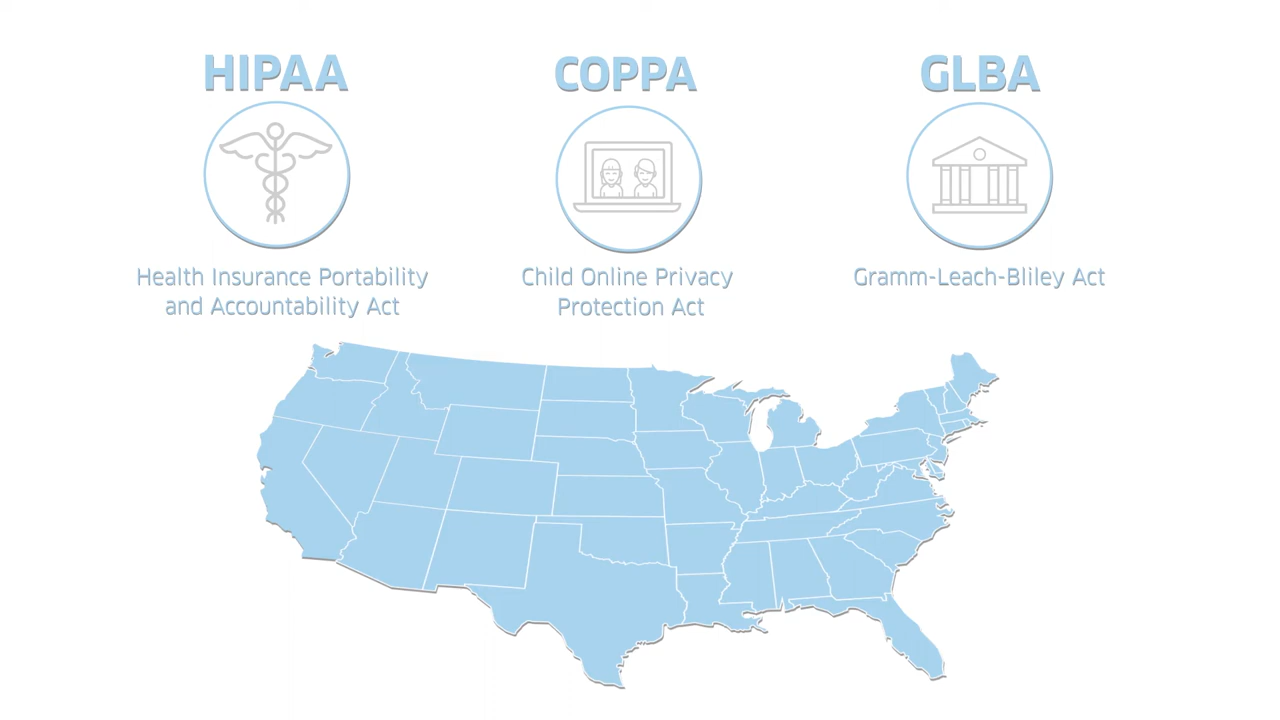 HIPAA
Health Insurance Portability
and Accountability Act
COPPA
Child Online Privacy
Protection Act
GLBA
Gramm-Leach-Bliley Act